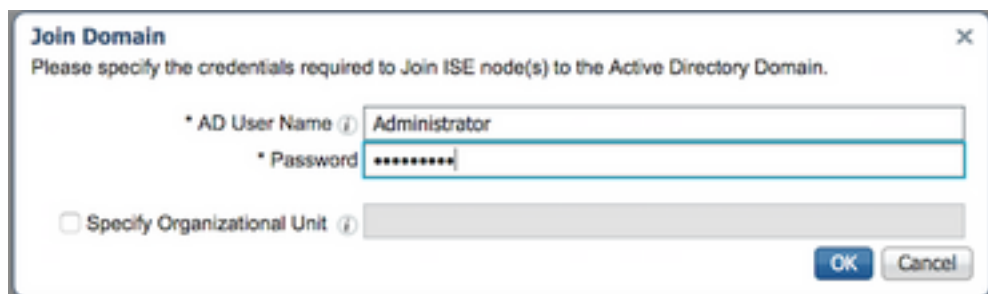 Join Domain
Please specify the credentials required to Join ISE node(s) to the Active Directory Domain.
* AD User Name Administrator
* Password •••••••••
Specify Organizational Unit
OK Cancel